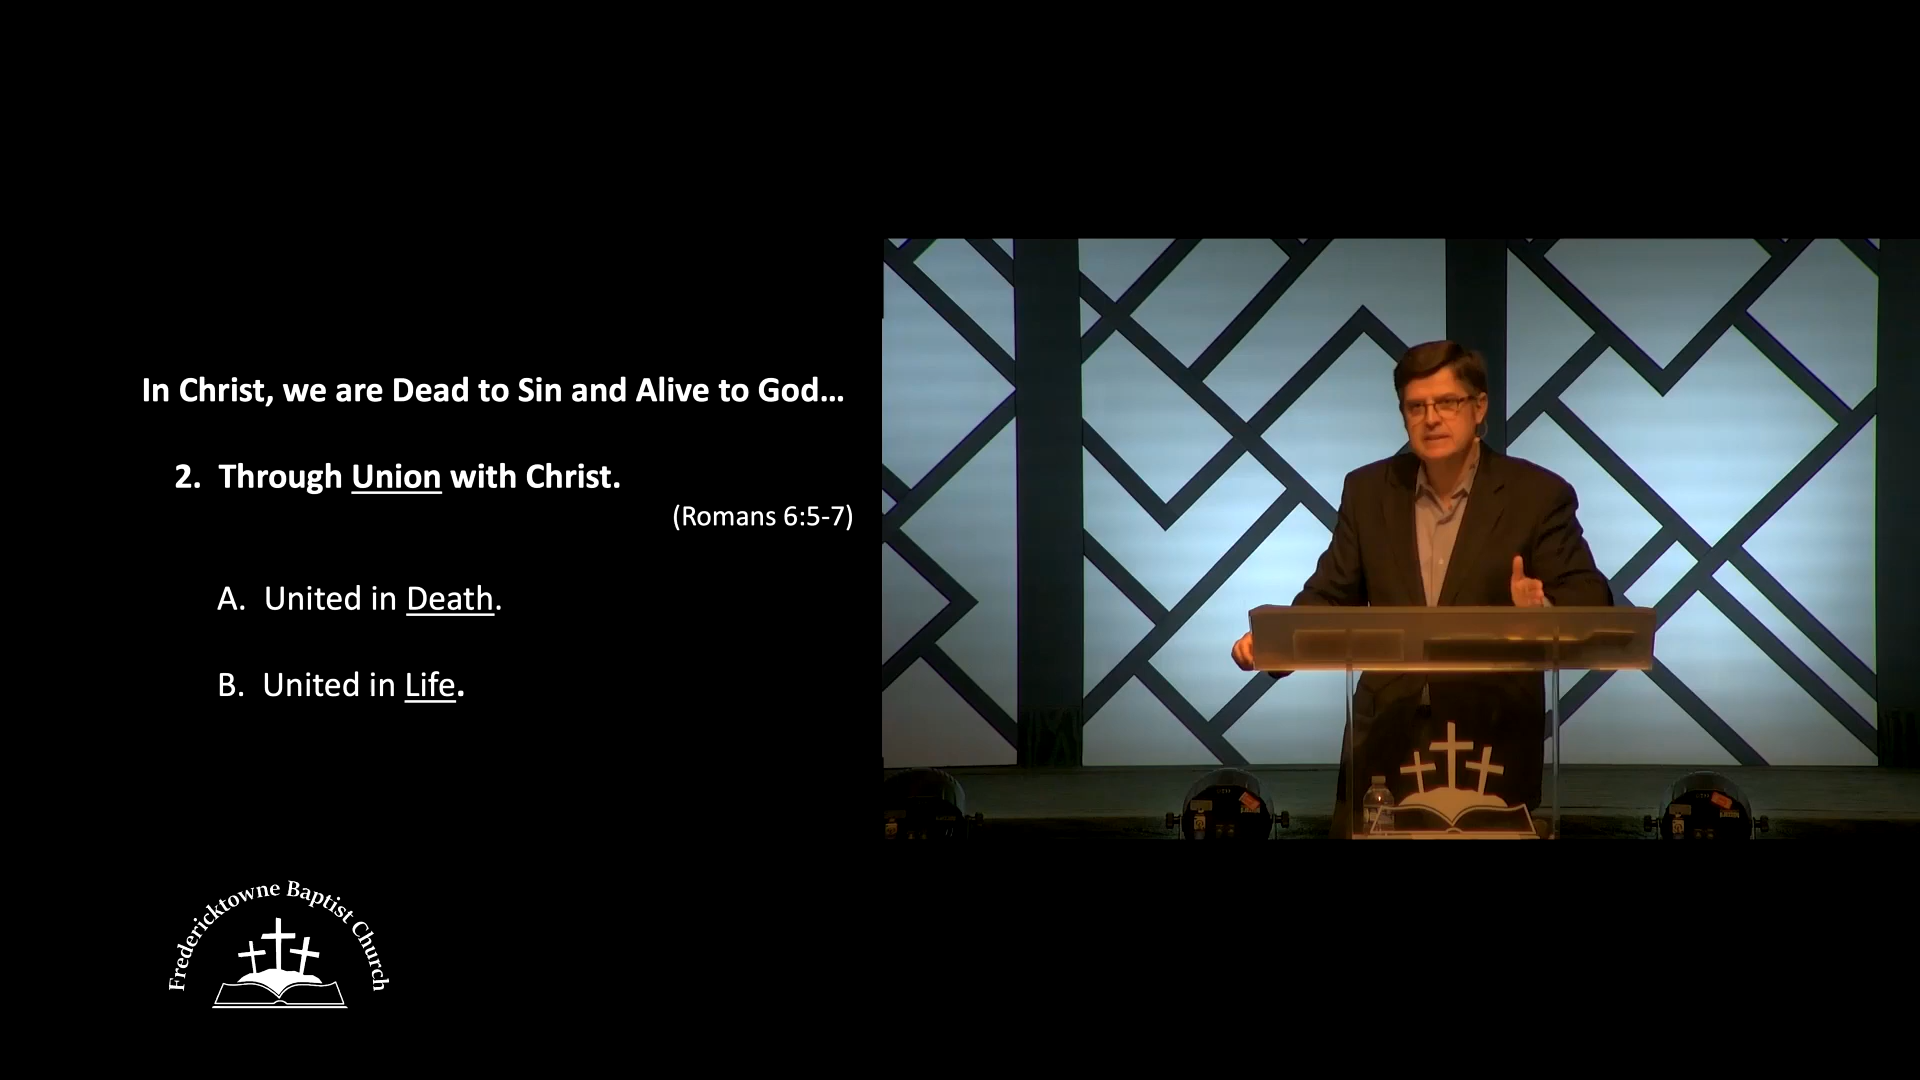 In Christ, we are Dead to Sin and Alive to God...
2. Through Union with Christ.
(Romans 6:5-7)
A. United in Death.
B. United in Life.
Fredericktowne Baptist Church